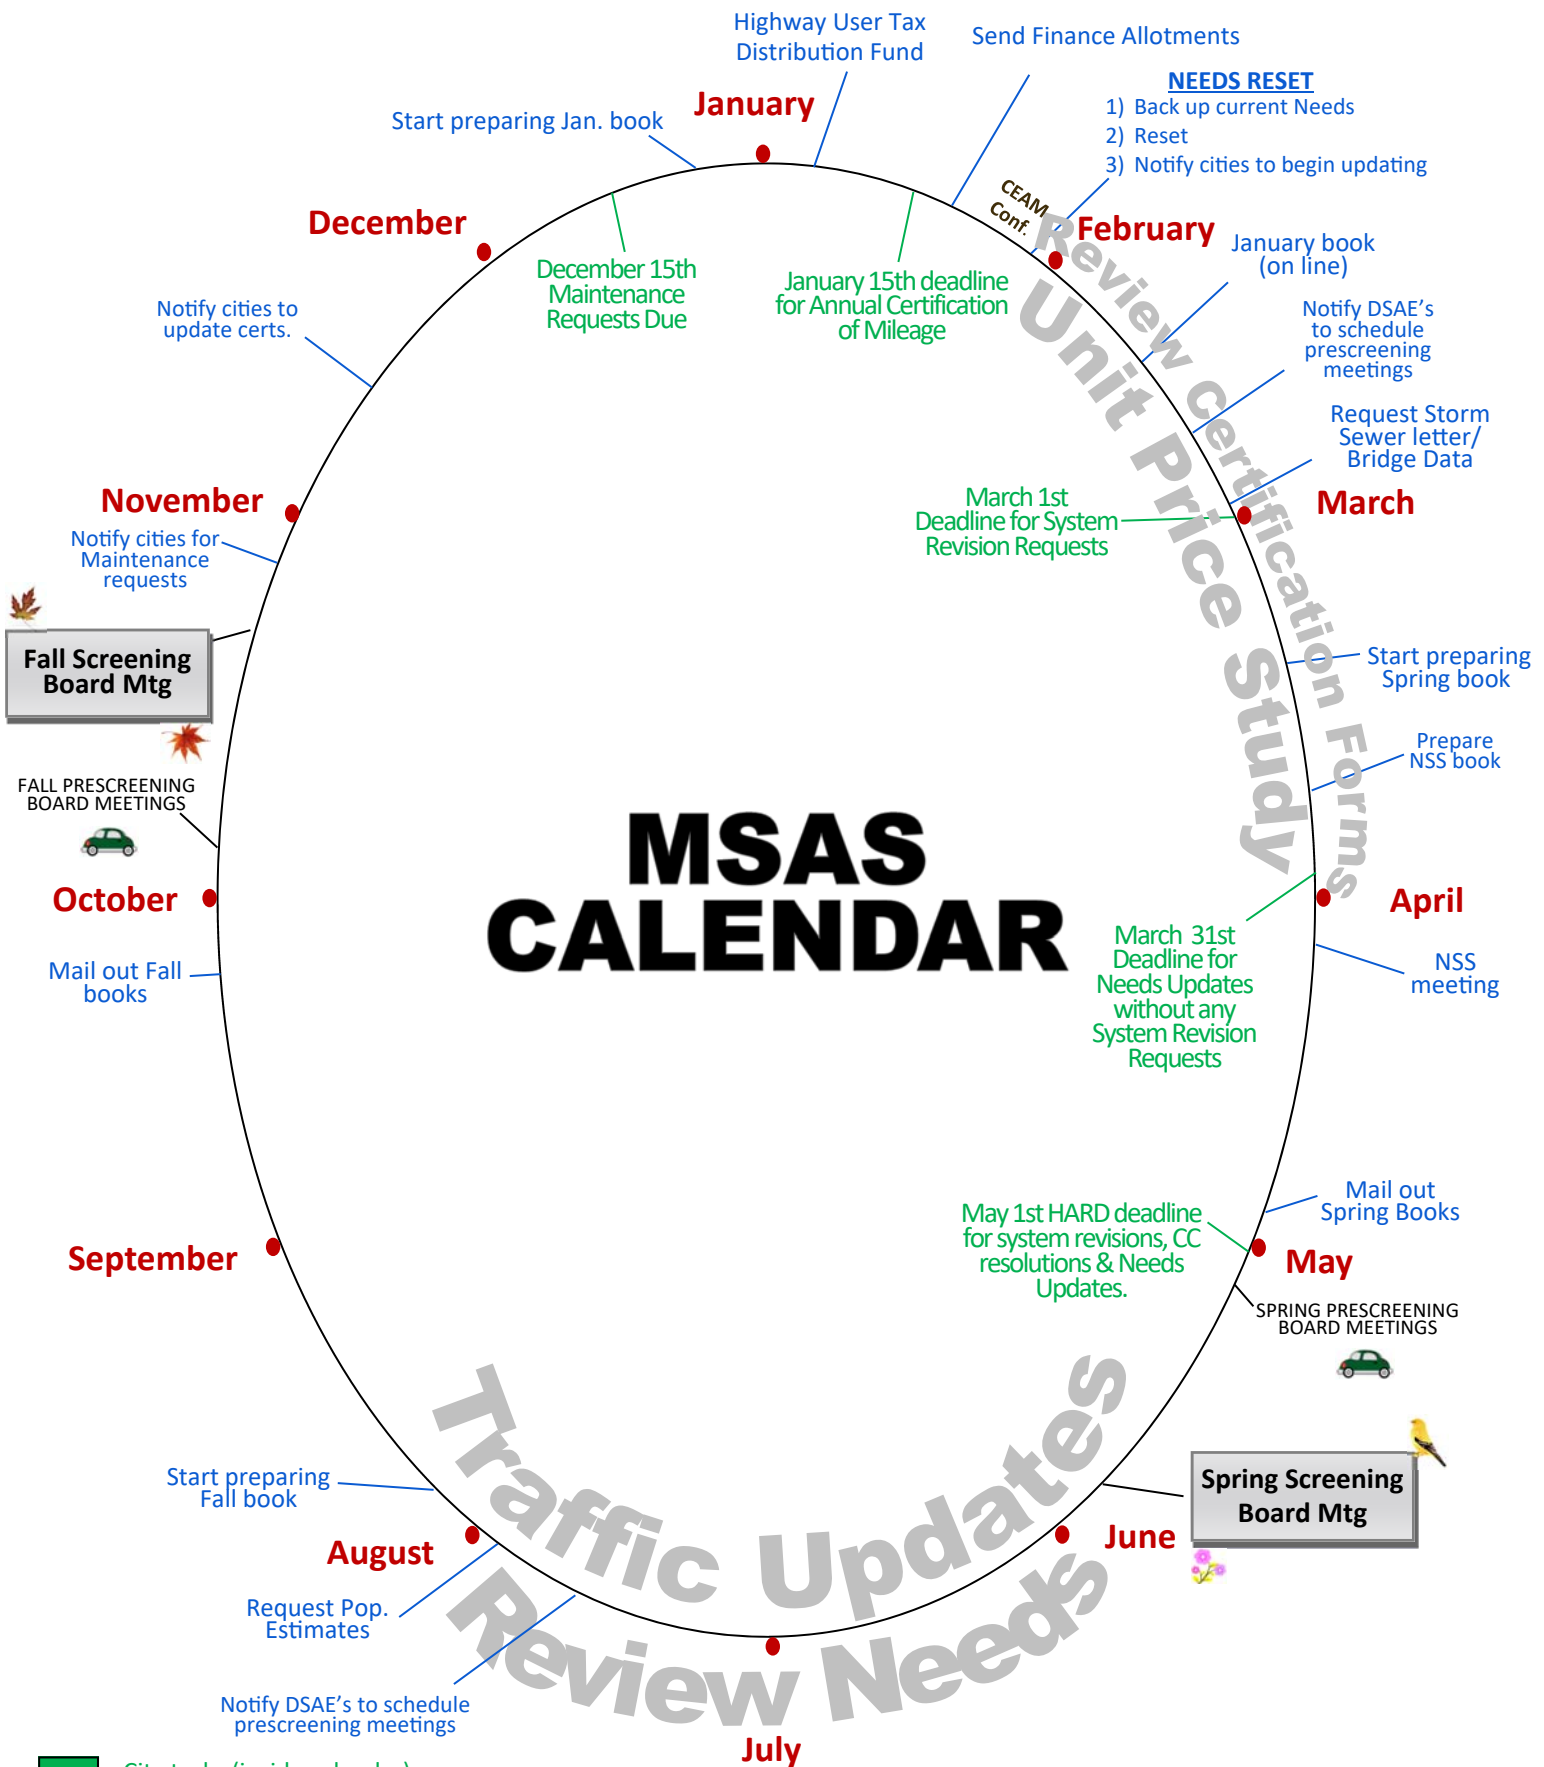 Highway User Tax
Distribution Fund
Send Finance Allotments
NEEDS RESET
1) Back up current Needs
2) Reset
3) Notify cities to begin updating
January
Start preparing Jan. book
CEAM
Conf.
February
December
January book
(on line)
December 15th
Maintenance
Requests Due
January 15th deadline
for Annual Certification
of Mileage
Review Certification Forms
Unit Price Study
Notify cities to
update certs.
Notify DSAE's
to schedule
prescreening
meetings
Request Storm
Sewer letter/
Bridge Data
November
March
March 1st
Deadline for System
Revision Requests
Notify cities for
Maintenance
requests
Fall Screening
Board Mtg
Start preparing
Spring book
Prepare
NSS book
FALL PRESCREENING
BOARD MEETINGS
MSAS
CALENDAR
October
April
March 31st
Deadline for
Needs Updates
without any
System Revision
Requests
Mail out Fall
books
NSS
meeting
Mail out
Spring Books
May 1st HARD deadline
for system revisions, CC
resolutions & Needs
Updates.
September
May
SPRING PRESCREENING
BOARD MEETINGS
Traffic Updates
Review Needs
Start preparing
Fall book
Spring Screening
Board Mtg
August
June
Request Pop.
Estimates
Notify DSAE's to schedule
prescreening meetings
July